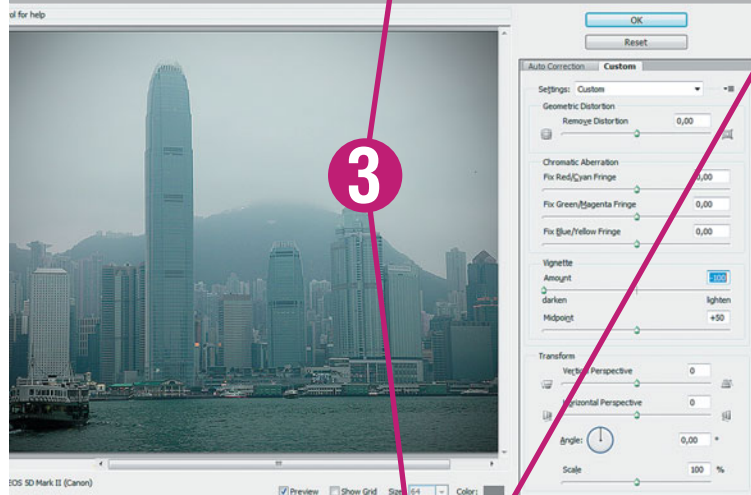 ol for help
OK
Reset
Auto Correction Custom
Settings: Custom
Geometric Distortion
Remove Distortion 0,00
Chromatic Aberration
Fix Red/Cyan Fringe 0,00
Fix Green/Magenta Fringe 0,00
Fix Blue/Yellow Fringe 0,00
Vignette
Amount -100
darken lighten
Midpoint +50
Transform
Vertical Perspective 0
Horizontal Perspective 0
Angle: 0,00 °
Scale 100 %
3
EOS 5D Mark II (Canon)
Preview Show Grid Size: 64 Color: